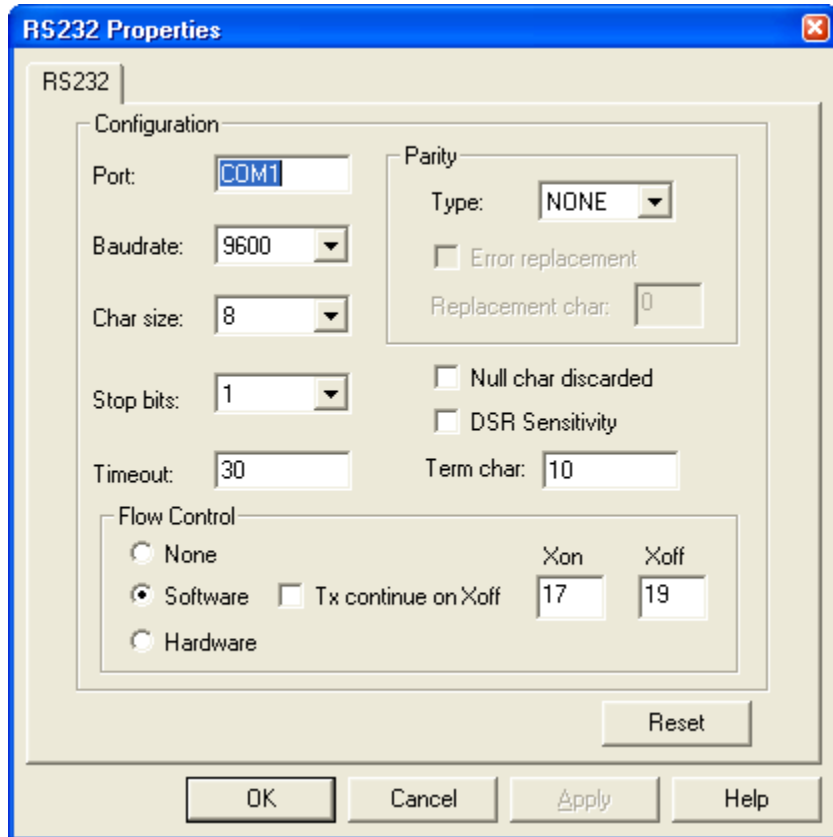 RS232 Properties
RS232
Configuration
Port: COM1
Baudrate: 9600
Char size: 8
Stop bits: 1
Timeout: 30
Parity
Type: NONE
Error replacement
Replacement char: 0
Null char discarded
DSR Sensitivity
Term char: 10
Flow Control
None
Software Tx continue on Xoff
Hardware
Xon Xoff
17 19
Reset
OK Cancel Apply Help